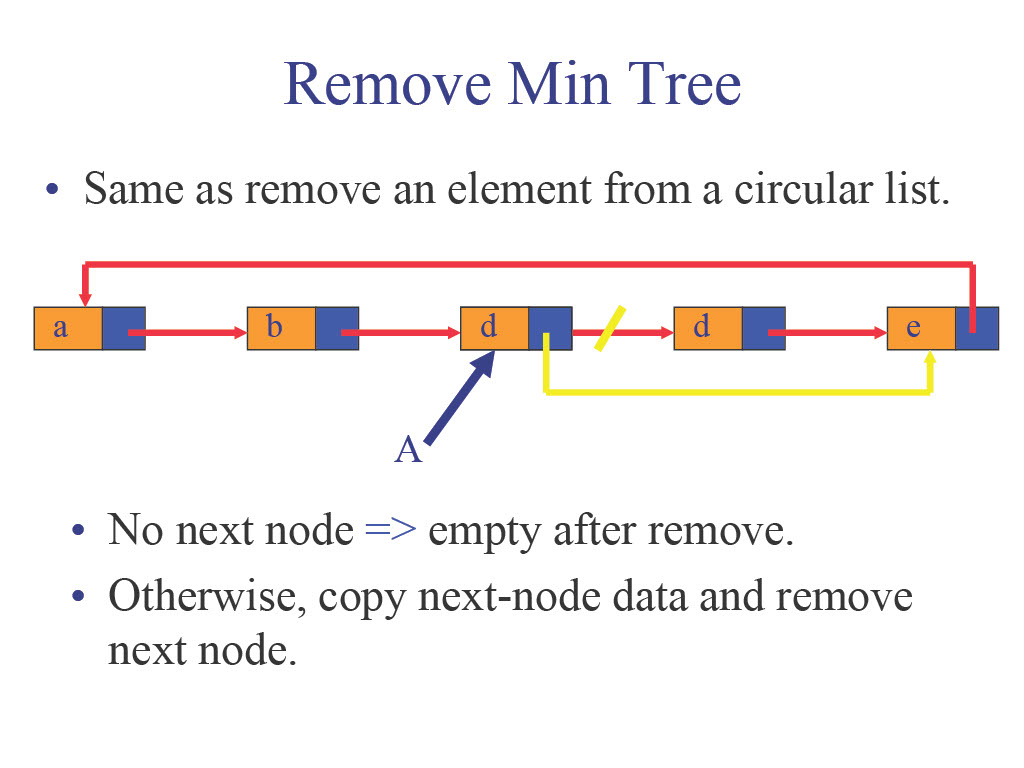 Remove Min Tree
• Same as remove an element from a circular list.
a b d d e
A
• No next node => empty after remove.
• Otherwise, copy next-node data and remove
next node.